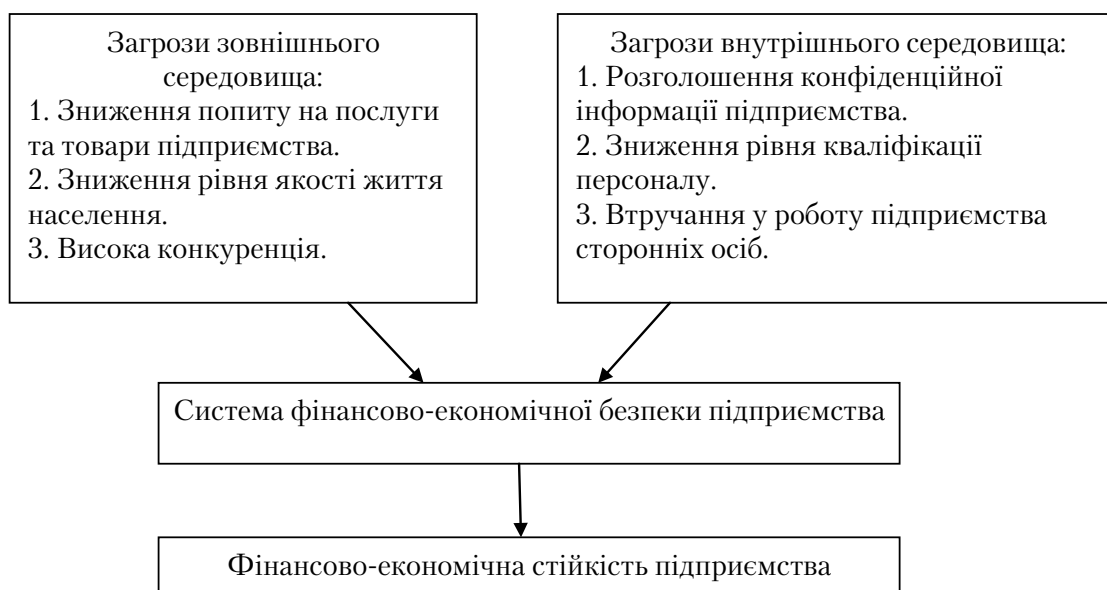 Загрози зовнішнього
середовища:
1. Зниження попиту на послуги
та товари підприємства.
2. Зниження рівня якості життя
населення.
3. Висока конкуренція.
Загрози внутрішнього середовища:
1. Розголошення конфіденційної
інформації підприємства.
2. Зниження рівня кваліфікації
персоналу.
3. Втручання у роботу підприємства
сторонніх осіб.
Система фінансово-економічної безпеки підприємства
Фінансово-економічна стійкість підприємства